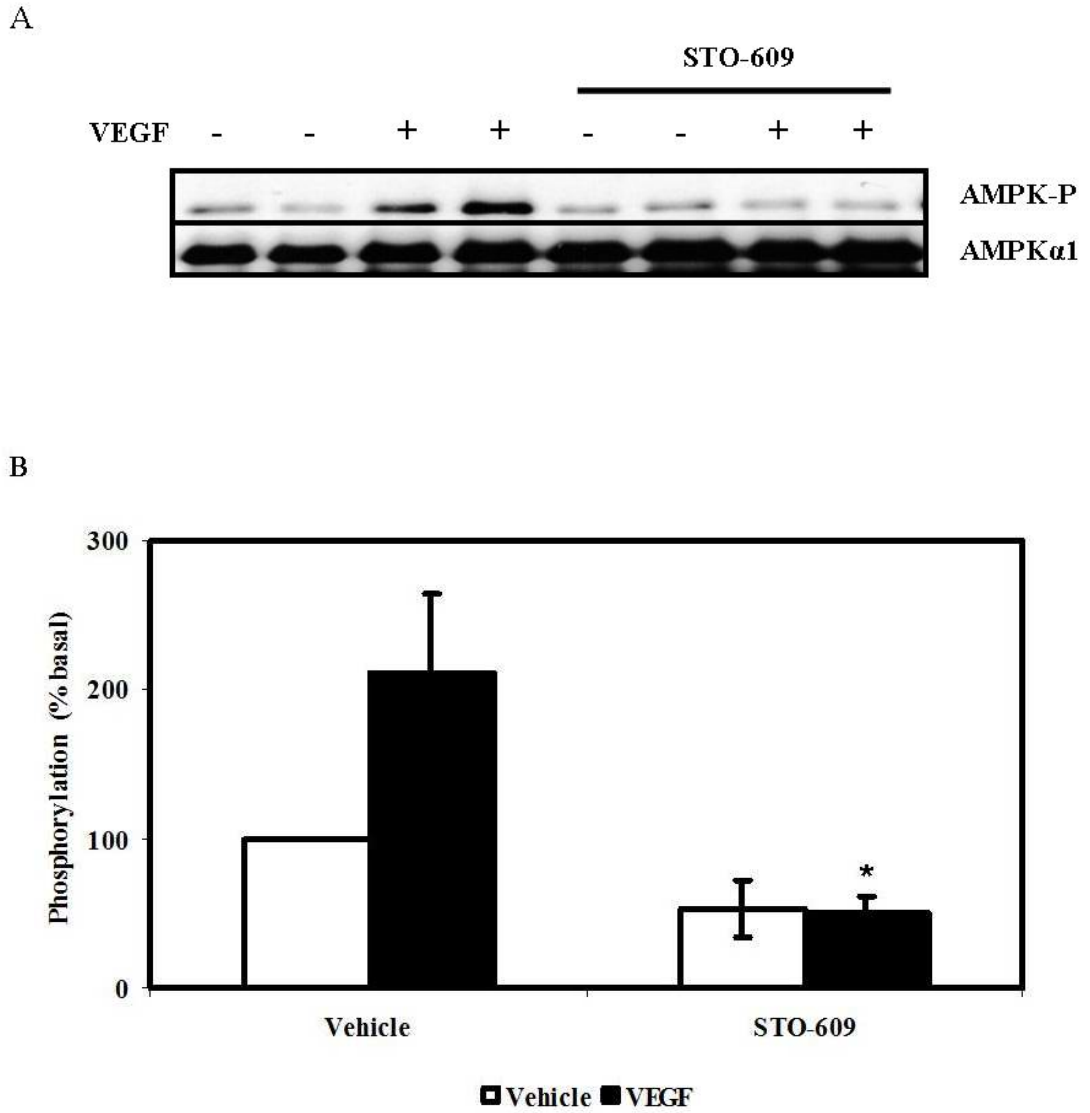 A
STO-609
VEGF - - + + - - + +
AMPK-P
AMPKα1
B
300
200
100
0
Phosphorylation (% basal)
*
Vehicle STO-609
Vehicle VEGF